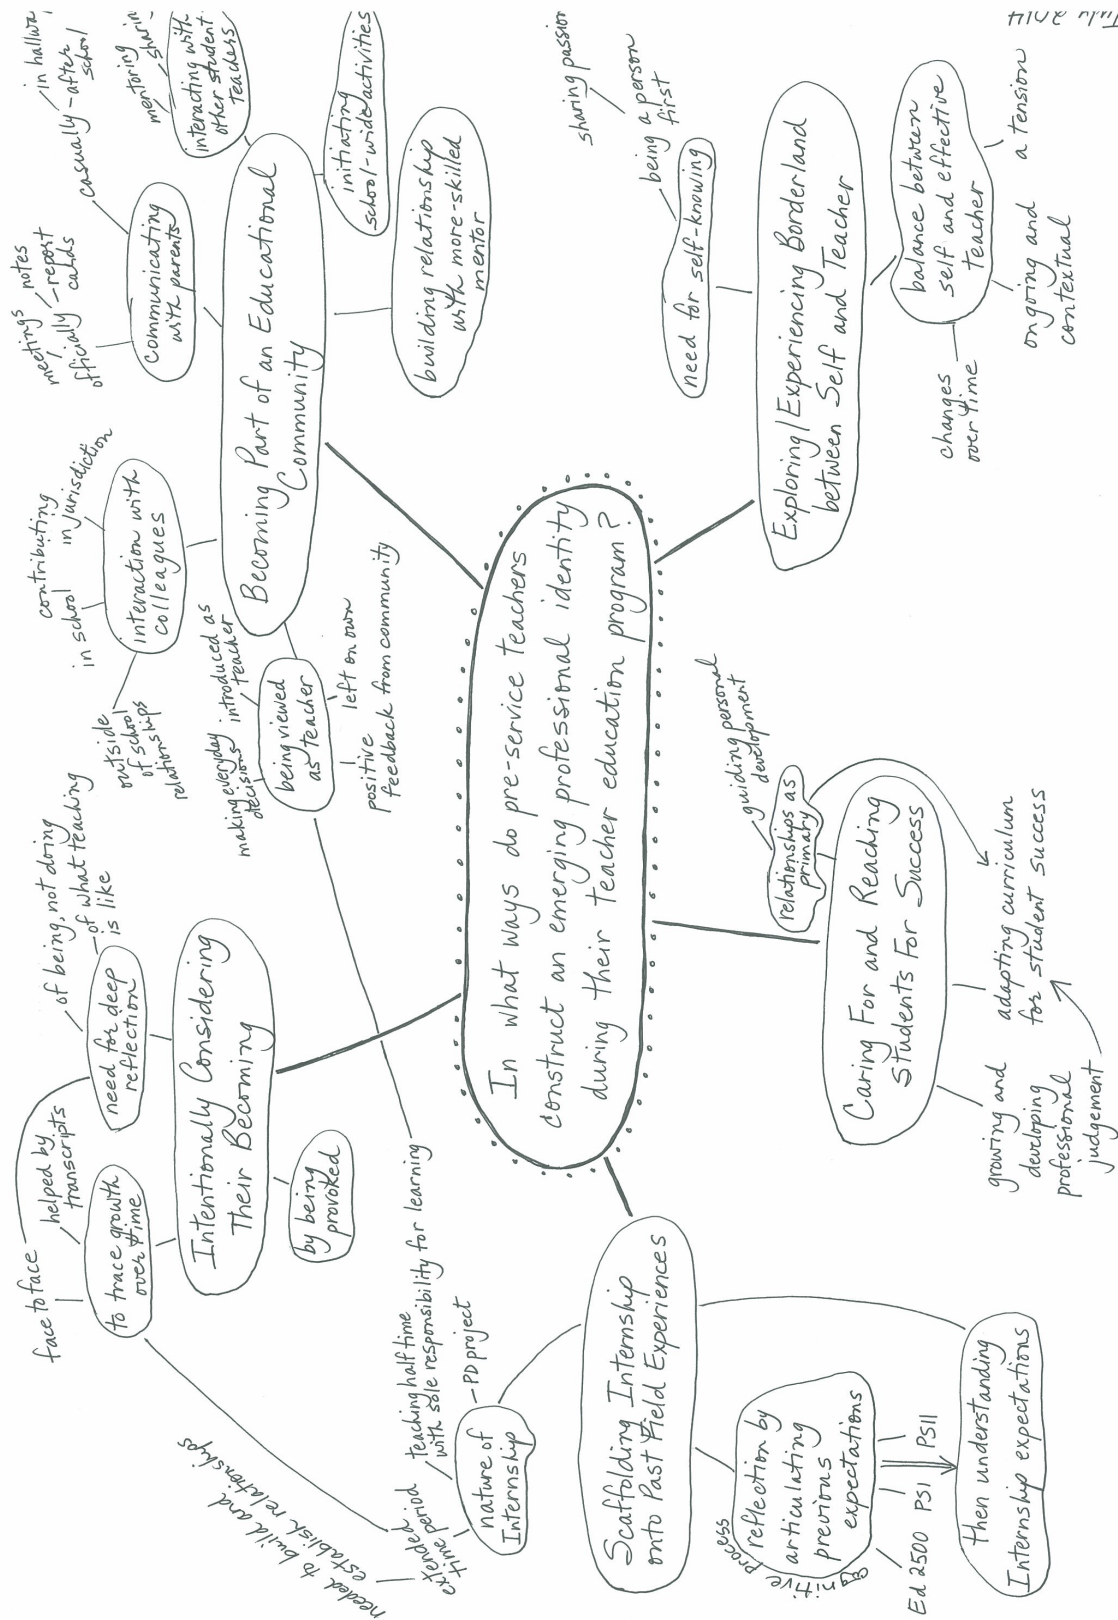 July 2014
In what ways do pre-service teachers
construct an emerging professional identity
during their teacher education program?
Intentionally Considering
Their Becoming
need for deep
reflection
of being, not doing
of what teaching
is like
to trace growth
over time
helped by
transcripts
face to face
by being
provoked
Becoming Part of an Educational
Community
being viewed
as teacher
making everyday
decisions
introduced as
teacher
left on own
positive
feedback from community
interaction with
colleagues
outside
of school
relationships
contributing
in school
in jurisdiction
communicating
with parents
officially
meetings
notes
report
cards
casually
in hallway
after
school
interacting with
other student
teachers
mentoring
initiating
school-wide activities
building relationship
with more-skilled
mentor
Exploring/Experiencing Borderland
between Self and Teacher
need for self-knowing
being a person
first
sharing passion
balance between
self and effective
teacher
changes
over time
ongoing and
contextual
a tension
Caring For and Reaching
Students For Success
relationships as
primary
guiding personal
development
adapting curriculum
for student success
growing and
developing
professional
judgement
Scaffolding Internship
onto Past Field Experiences
nature of
Internship
PD project
teaching half time
with sole responsibility for learning
extended
time period
needed to build and
establish relationships
reflection by
articulating
previous
expectations
cognitive process
Ed 2500
PSI
PSII
then understanding
Internship expectations